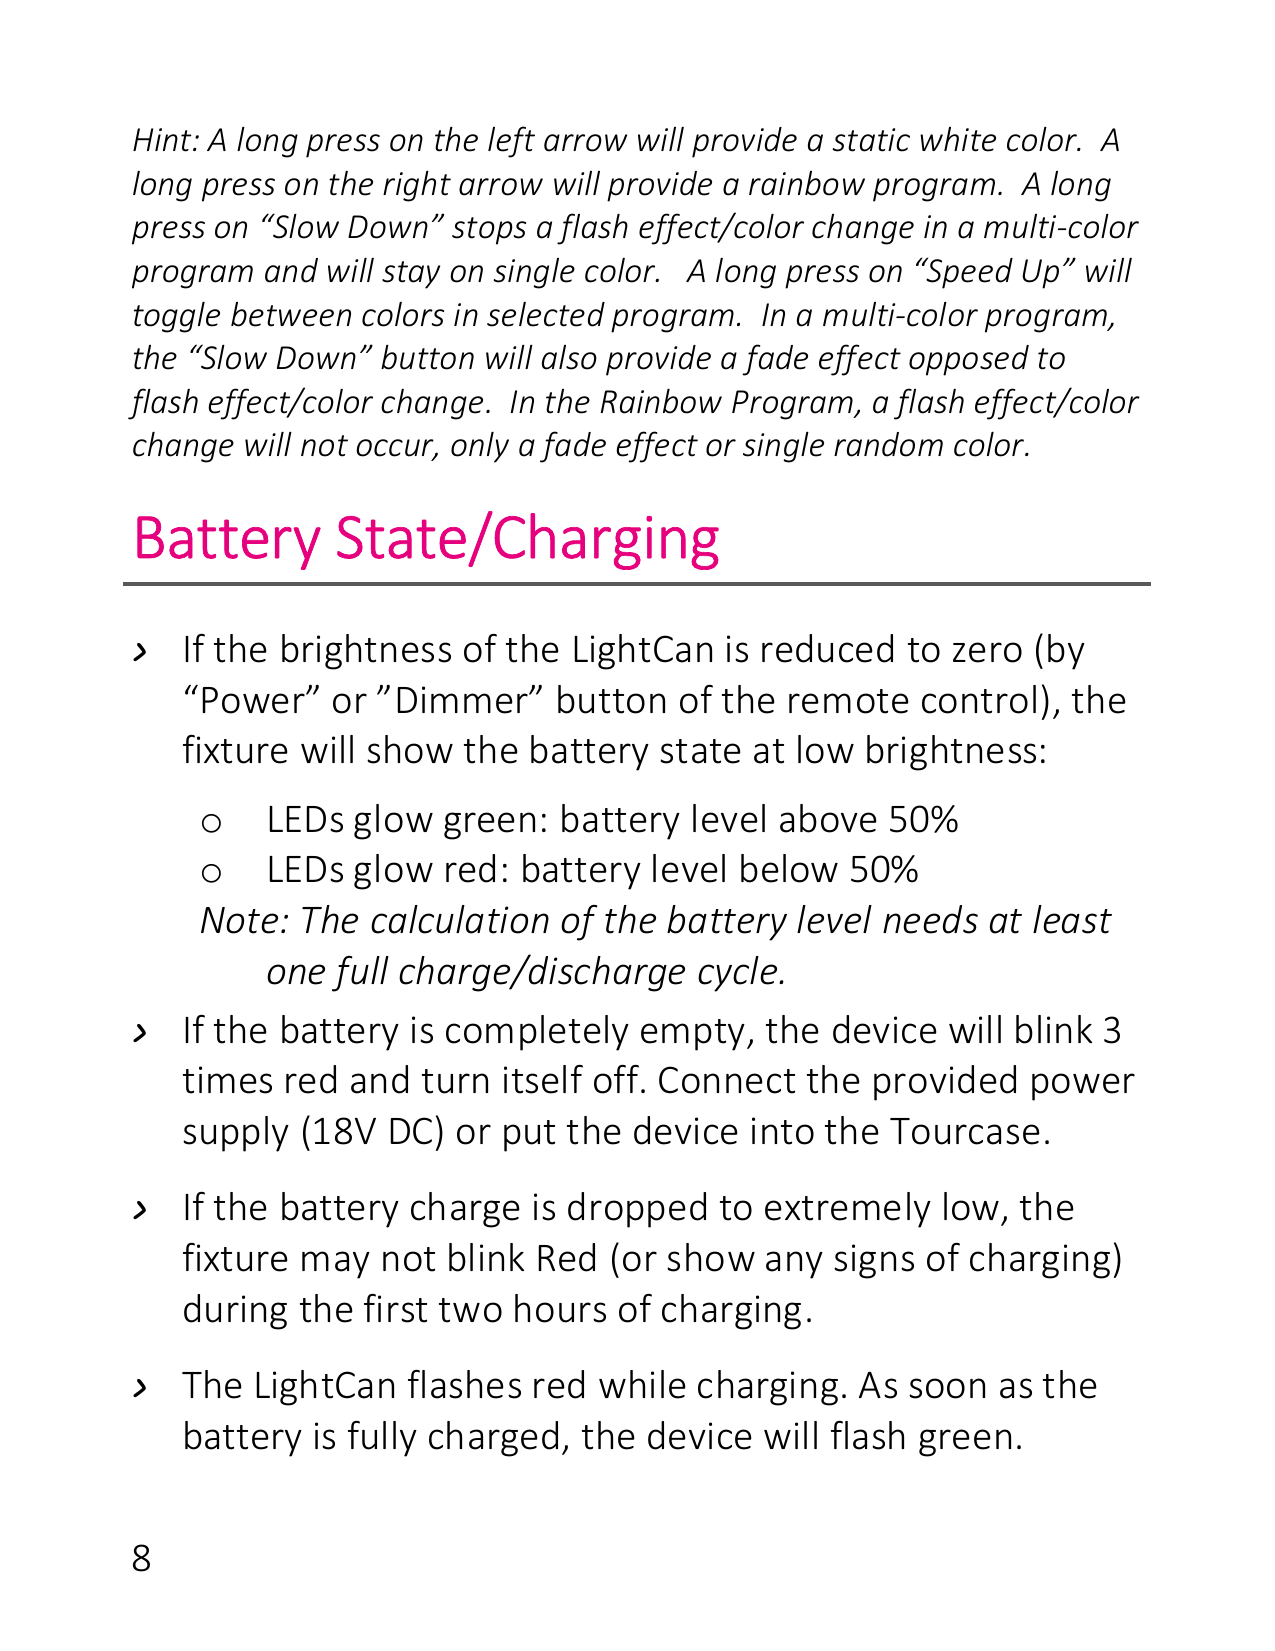 Hint: A long press on the left arrow will provide a static white color.  A
long press on the right arrow will provide a rainbow program.  A long
press on “Slow Down” stops a flash effect/color change in a multi-color
program and will stay on single color.   A long press on “Speed Up” will
toggle between colors in selected program.  In a multi-color program,
the “Slow Down” button will also provide a fade effect opposed to
flash effect/color change.  In the Rainbow Program, a flash effect/color
change will not occur, only a fade effect or single random color.
Battery State/Charging
› If the brightness of the LightCan is reduced to zero (by
“Power” or ”Dimmer” button of the remote control), the
fixture will show the battery state at low brightness:
o LEDs glow green: battery level above 50%
o LEDs glow red: battery level below 50%
Note: The calculation of the battery level needs at least
one full charge/discharge cycle.
› If the battery is completely empty, the device will blink 3
times red and turn itself off. Connect the provided power
supply (18V DC) or put the device into the Tourcase.
› If the battery charge is dropped to extremely low, the
fixture may not blink Red (or show any signs of charging)
during the first two hours of charging.
› The LightCan flashes red while charging. As soon as the
battery is fully charged, the device will flash green.
8